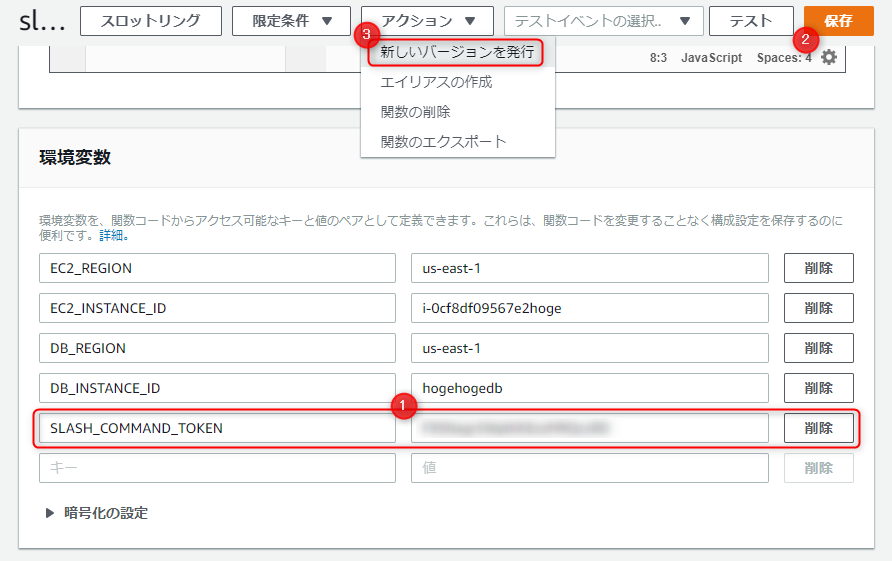 sl...
スロットリング
限定条件 ▼
アクション ▼
テストイベントの選択.. ▼
テスト
保存
3
2
新しいバージョンを発行
エイリアスの作成
関数の削除
関数のエクスポート
8:3 JavaScript Spaces: 4
環境変数
環境変数を、関数コードからアクセス可能なキーと値のペアとして定義できます。これらは、関数コードを変更することなく構成設定を保存するのに
便利です。詳細。
EC2_REGION us-east-1 削除
EC2_INSTANCE_ID i-0cf8df09567e2hoge 削除
DB_REGION us-east-1 削除
DB_INSTANCE_ID hogehogedb 削除
1
SLASH_COMMAND_TOKEN 削除
キー 値 削除
▶ 暗号化の設定